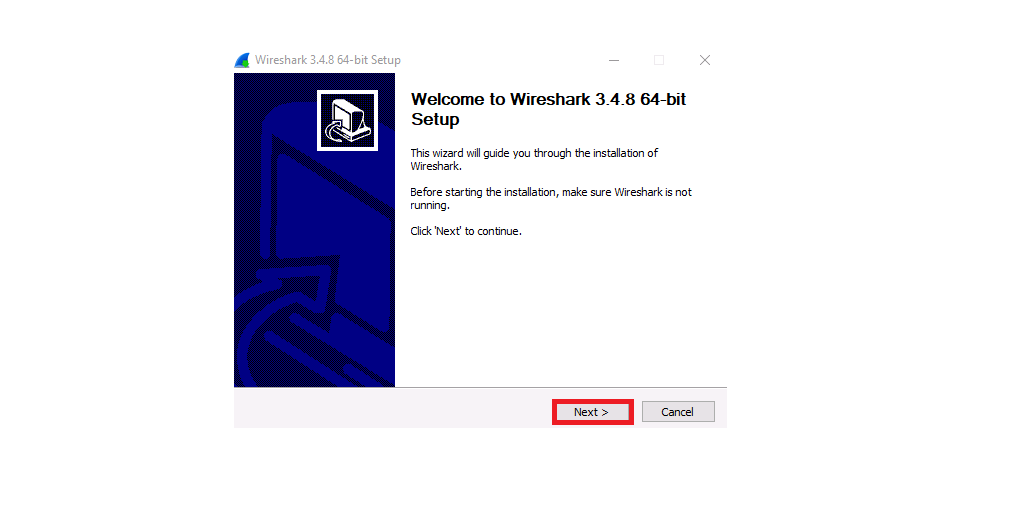 Wireshark 3.4.8 64-bit Setup
Welcome to Wireshark 3.4.8 64-bit
Setup
This wizard will guide you through the installation of
Wireshark.
Before starting the installation, make sure Wireshark is not
running.
Click 'Next' to continue.
Next > Cancel